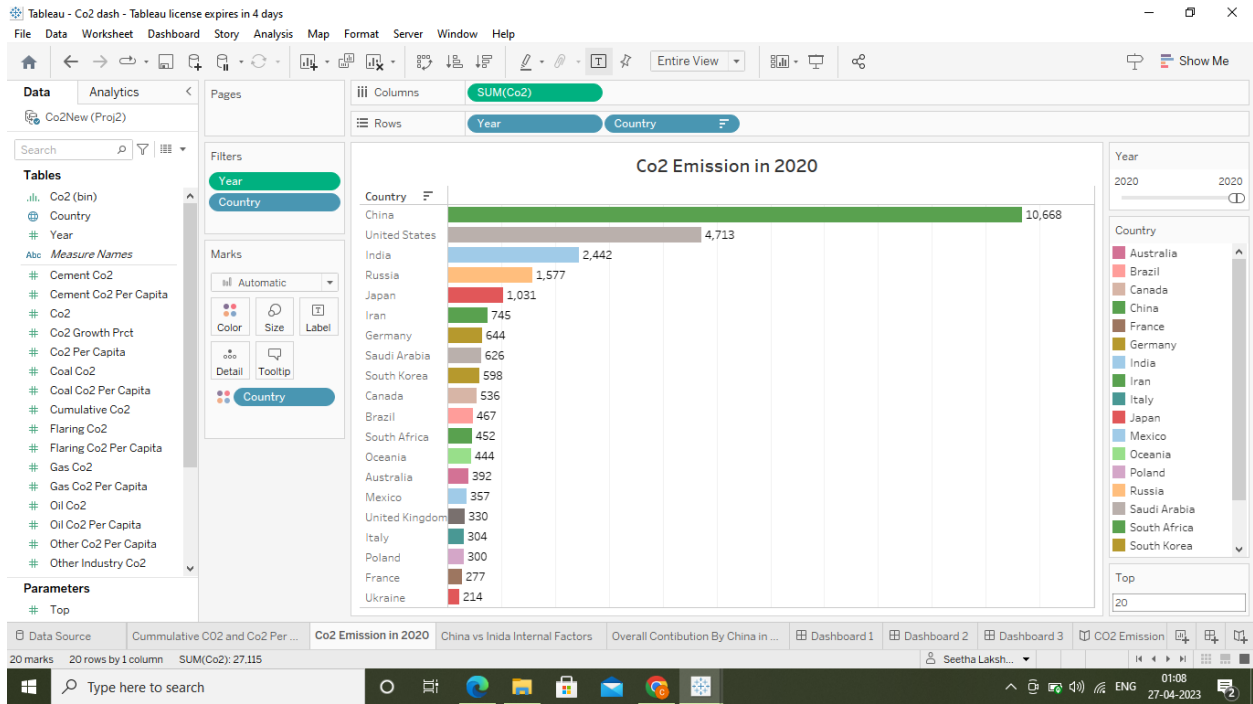 Tableau - Co2 dash - Tableau license expires in 4 days
File Data Worksheet Dashboard Story Analysis Map Format Server Window Help
Entire View
Show Me
Data Analytics
Co2New (Proj2)
Search
Tables
Co2 (bin)
Country
Year
Abc Measure Names
Cement Co2
Cement Co2 Per Capita
Co2
Co2 Growth Prct
Co2 Per Capita
Coal Co2
Coal Co2 Per Capita
Cumulative Co2
Flaring Co2
Flaring Co2 Per Capita
Gas Co2
Gas Co2 Per Capita
Oil Co2
Oil Co2 Per Capita
Other Co2 Per Capita
Other Industry Co2
Parameters
Top
Pages
Filters
Year
Country
Marks
Automatic
Color Size Label
Detail Tooltip
Country
Columns SUM(Co2)
Rows Year Country
Co2 Emission in 2020
Country
China 10,668
United States 4,713
India 2,442
Russia 1,577
Japan 1,031
Iran 745
Germany 644
Saudi Arabia 626
South Korea 598
Canada 536
Brazil 467
South Africa 452
Oceania 444
Australia 392
Mexico 357
United Kingdom 330
Italy 304
Poland 300
France 277
Ukraine 214
Year
2020 2020
Country
Australia
Brazil
Canada
China
France
Germany
India
Iran
Italy
Japan
Mexico
Oceania
Poland
Russia
Saudi Arabia
South Africa
South Korea
Top
20
Data Source Cummulative C02 and Co2 Per ... Co2 Emission in 2020 China vs Inida Internal Factors Overall Contibution By China in ... Dashboard 1 Dashboard 2 Dashboard 3 CO2 Emission
20 marks 20 rows by 1 column SUM(Co2): 27,115 Seetha Laksh...
Type here to search
ENG
01:08
27-04-2023
2